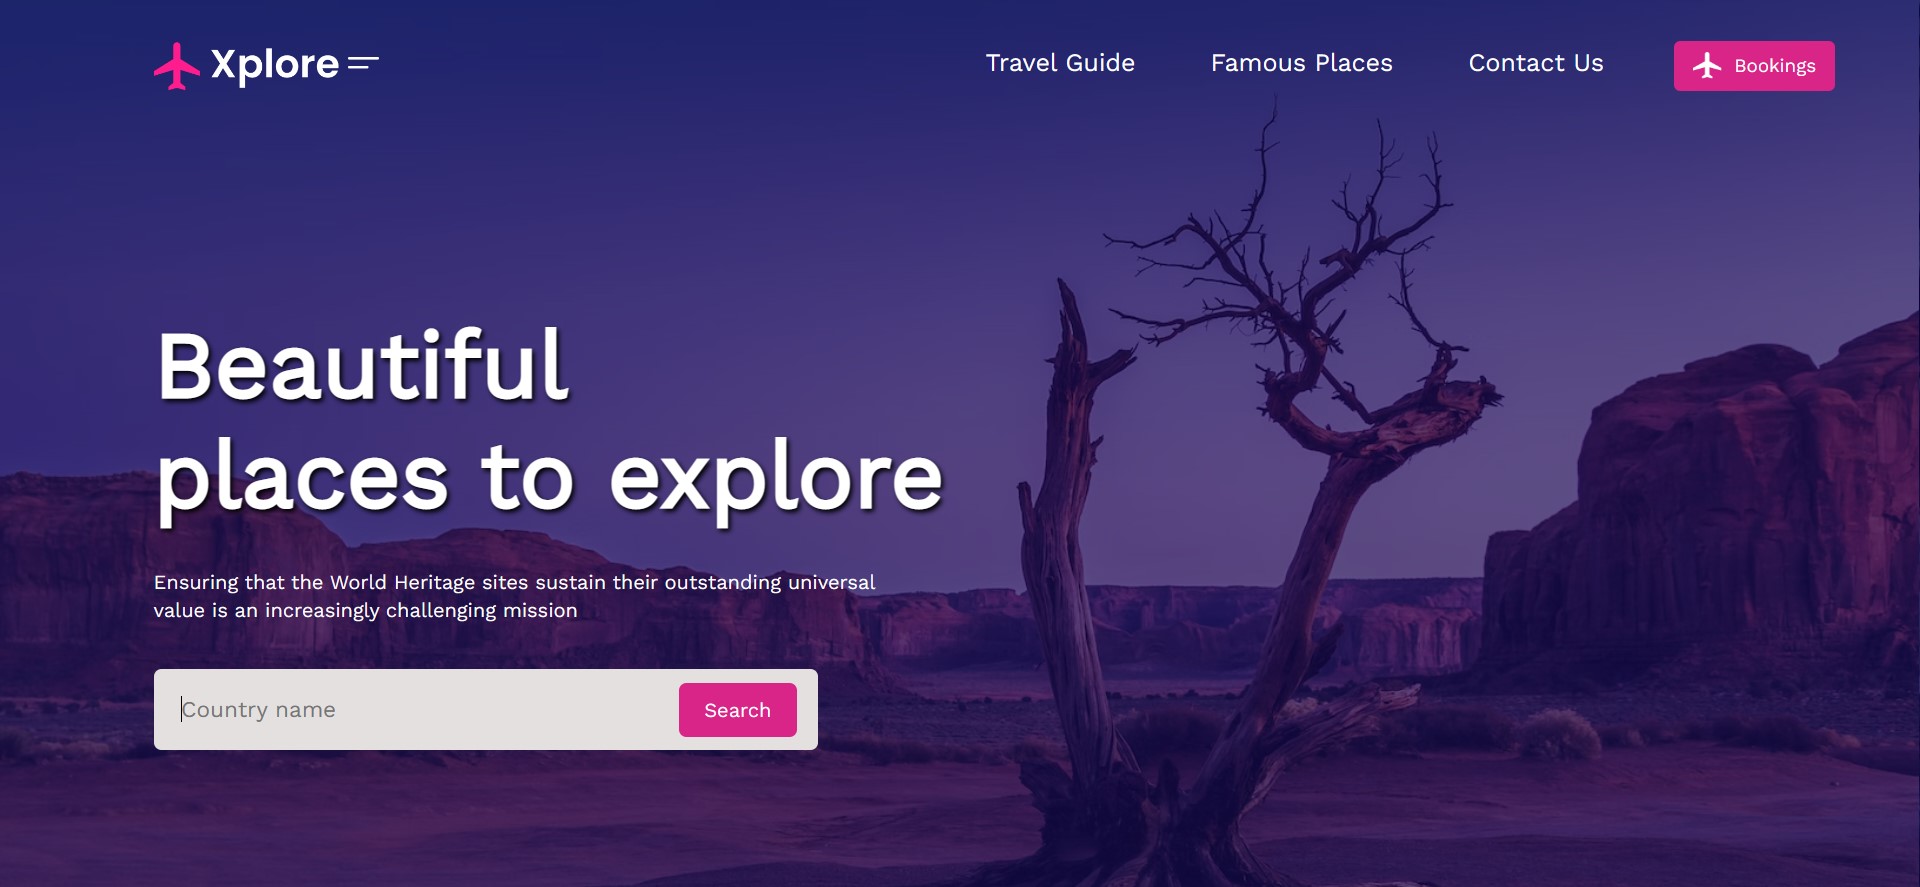 Xplore
Travel Guide
Famous Places
Contact Us
Bookings
Beautiful
places to explore
Ensuring that the World Heritage sites sustain their outstanding universal
value is an increasingly challenging mission
Country name
Search